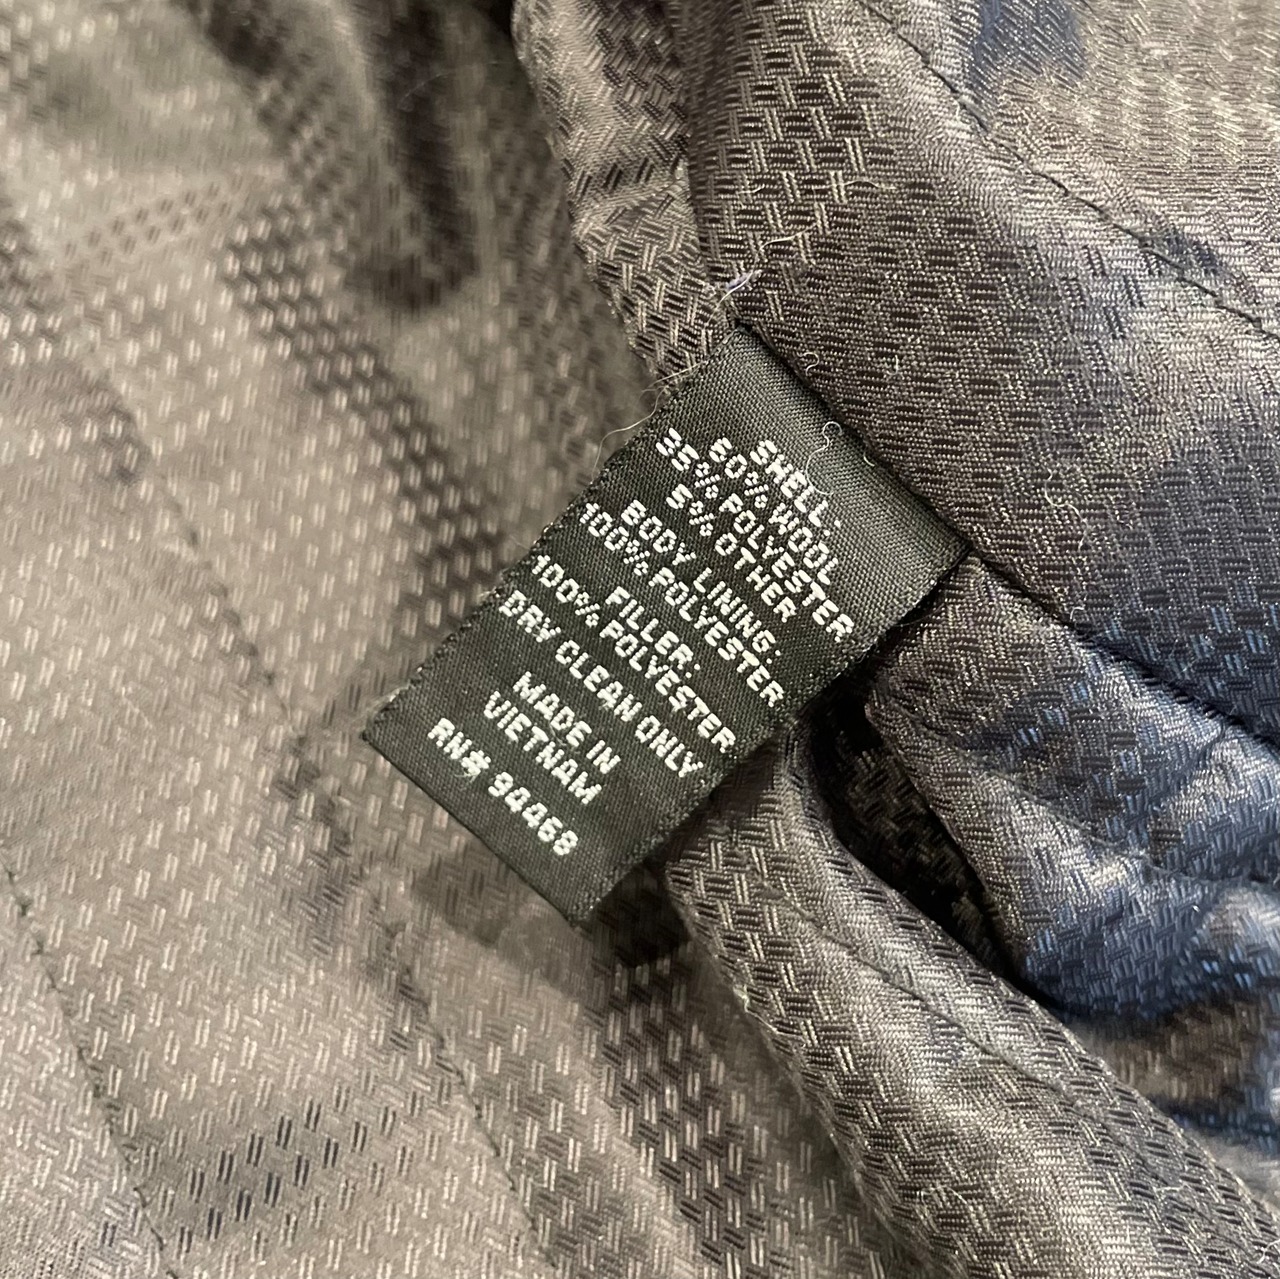 SHELL:
60% WOOL
35% POLYESTER
5% OTHER
BODY LINING:
100% POLYESTER
FILLER:
100% POLYESTER
DRY CLEAN ONLY
MADE IN
VIETNAM
RN# 94468